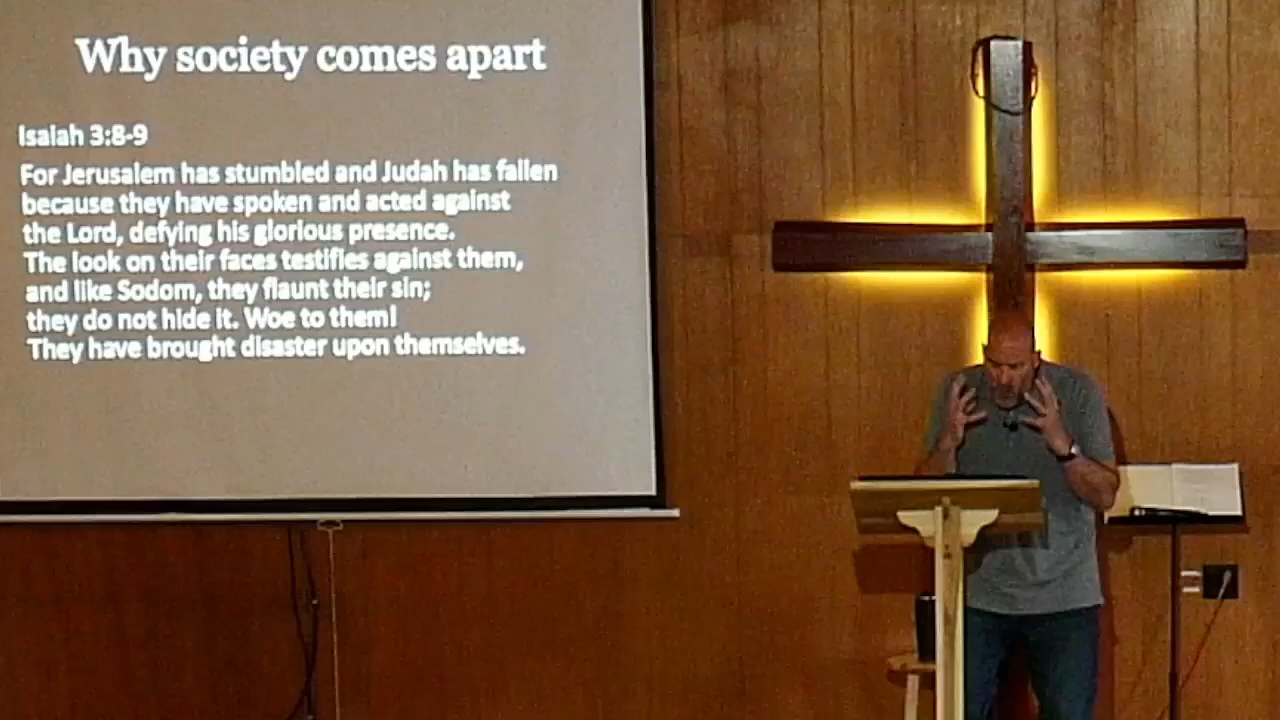 Why society comes apart
Isaiah 3:8-9
For Jerusalem has stumbled and Judah has fallen
because they have spoken and acted against
the Lord, defying his glorious presence.
The look on their faces testifies against them,
and like Sodom, they flaunt their sin;
they do not hide it. Woe to them!
They have brought disaster upon themselves.